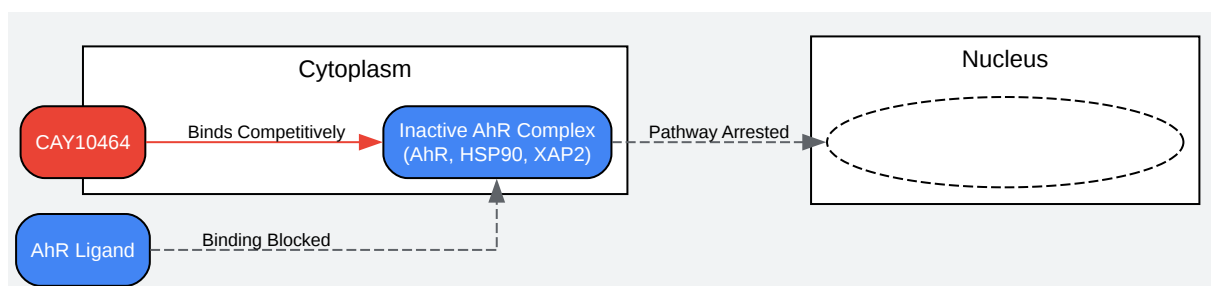 Cytoplasm
Nucleus
CAY10464
Binds Competitively
Inactive AhR Complex
(AhR, HSP90, XAP2)
Pathway Arrested
AhR Ligand
Binding Blocked